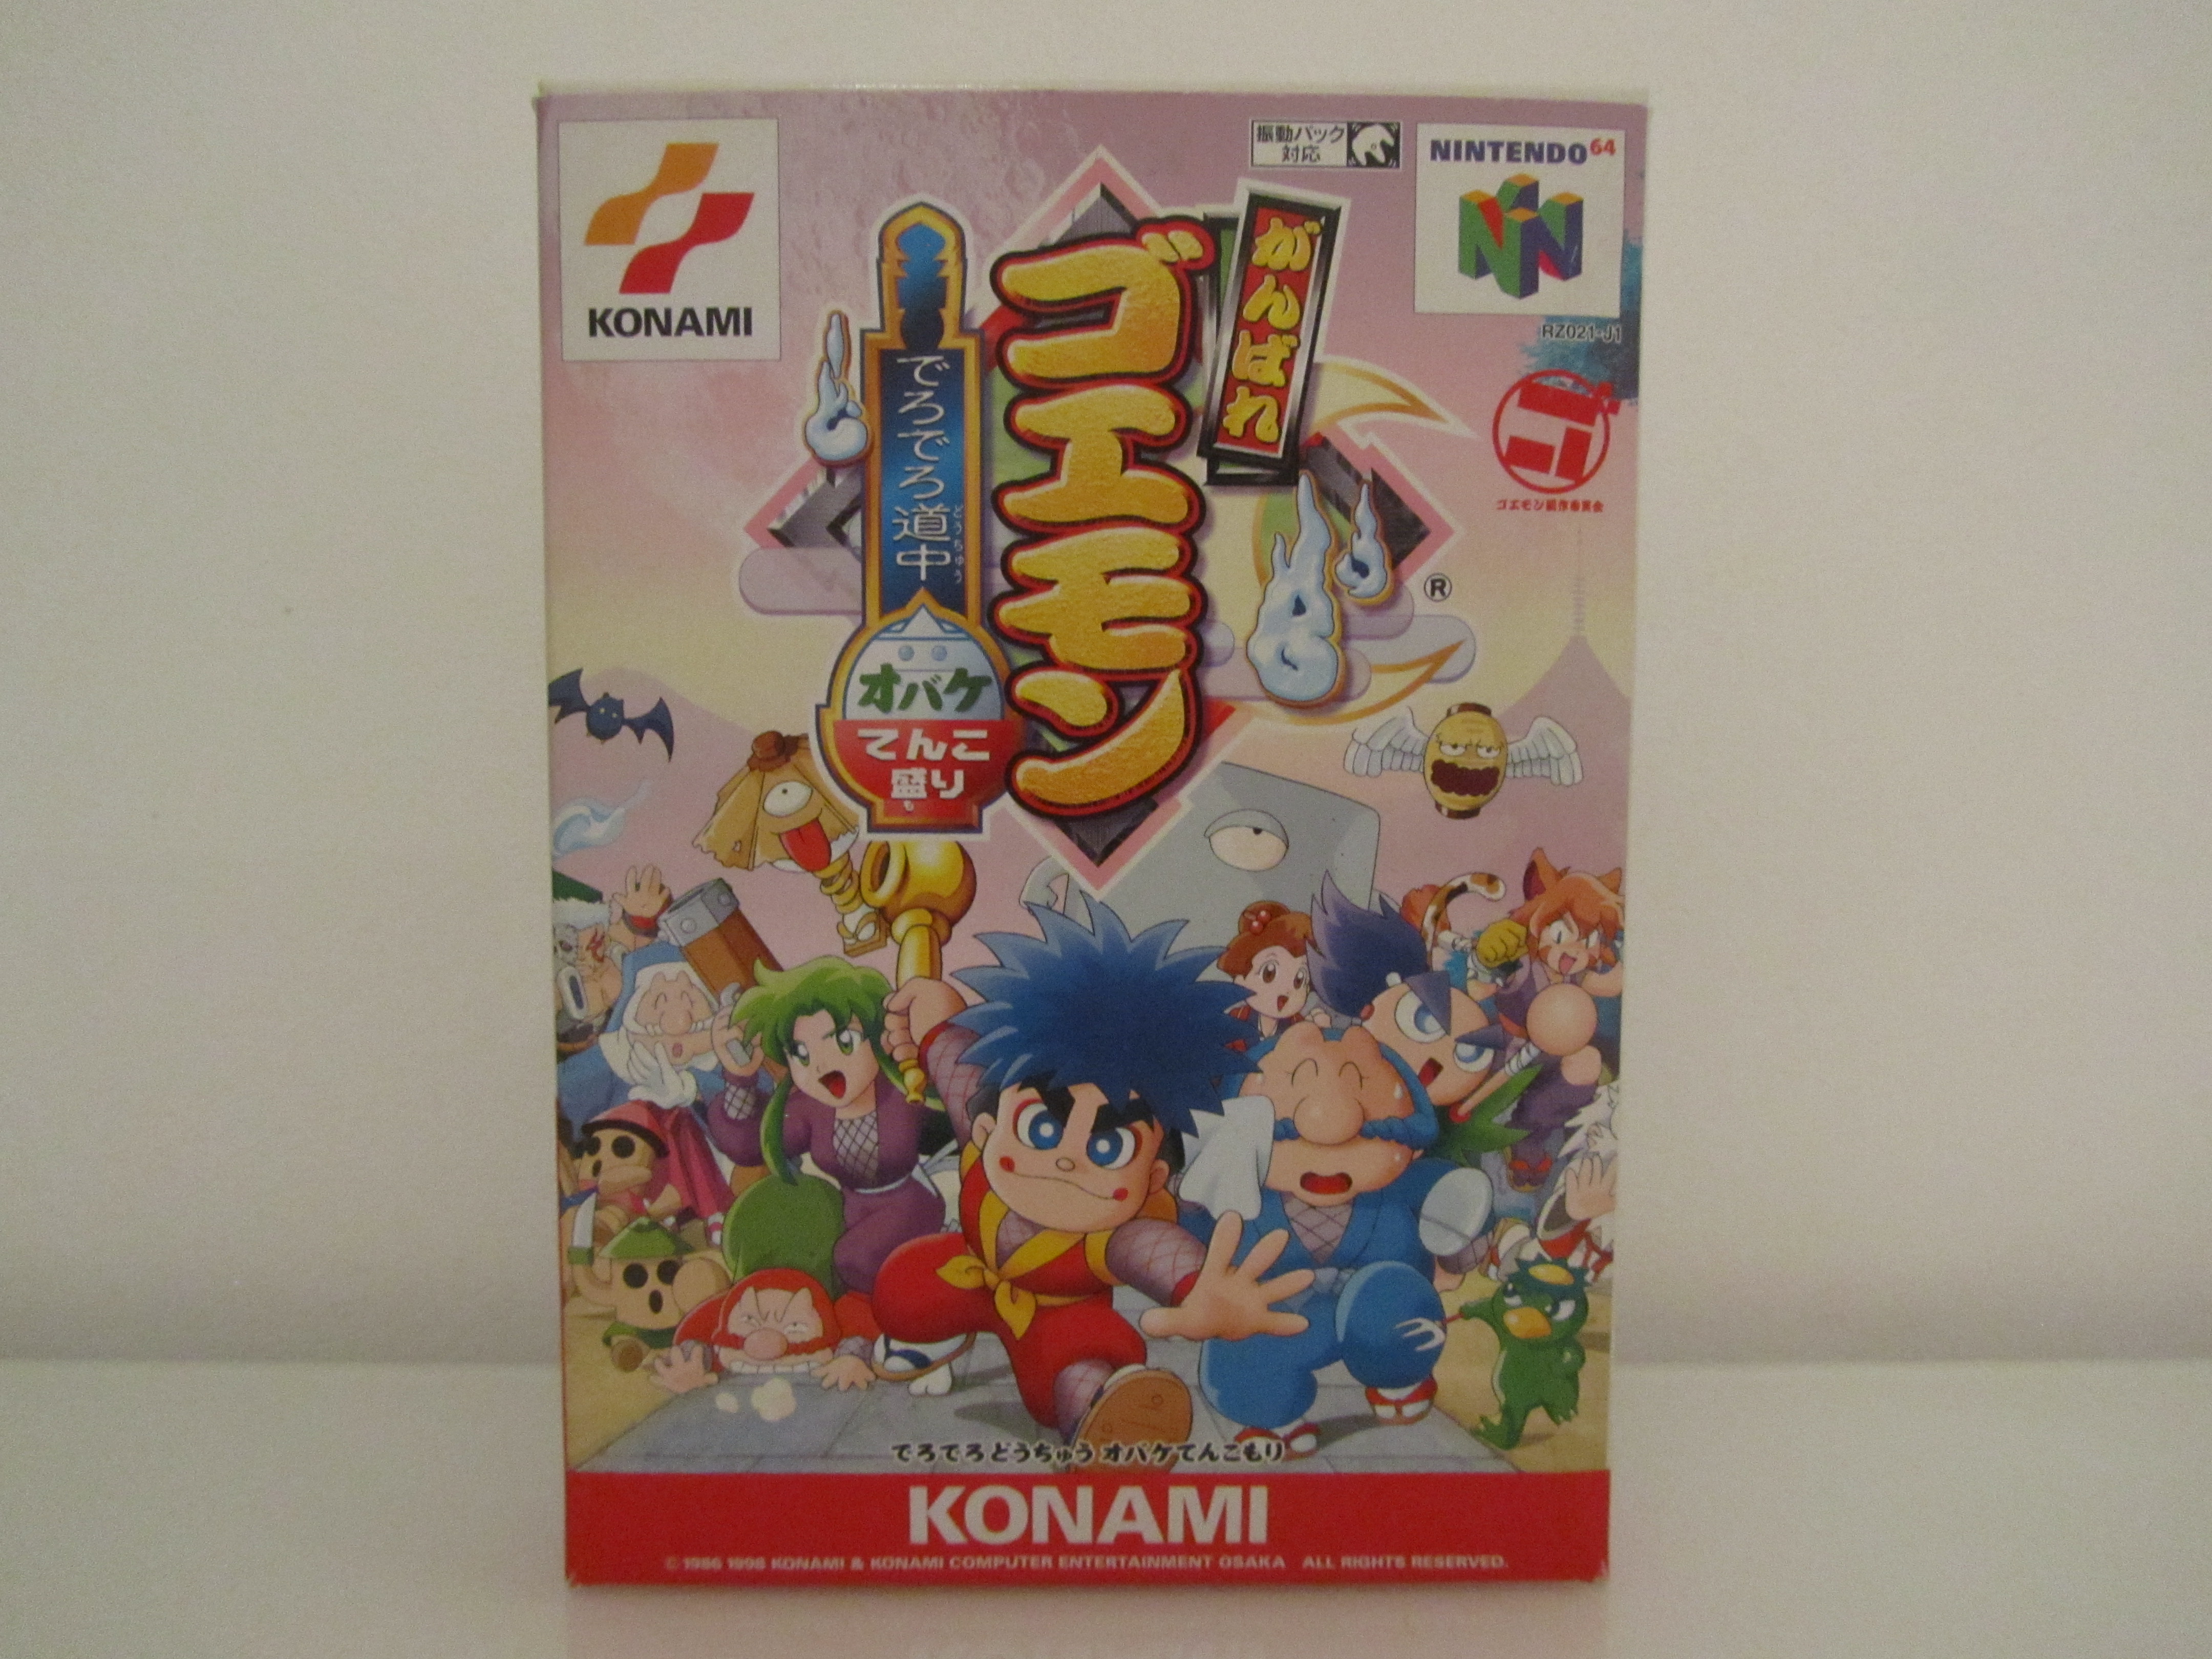 KONAMI
振動パック
対応
NINTENDO64
RZ021-J1
がんばれ
ゴエモン
®
でろでろ道中
どうちゅう
オバケ
てんこ
盛り
も
ゴ
ゴエモン製作委員会
でろでろどうちゅう オバケてんこもり
KONAMI
© 1986 1998 KONAMI & KONAMI COMPUTER ENTERTAINMENT OSAKA ALL RIGHTS RESERVED.